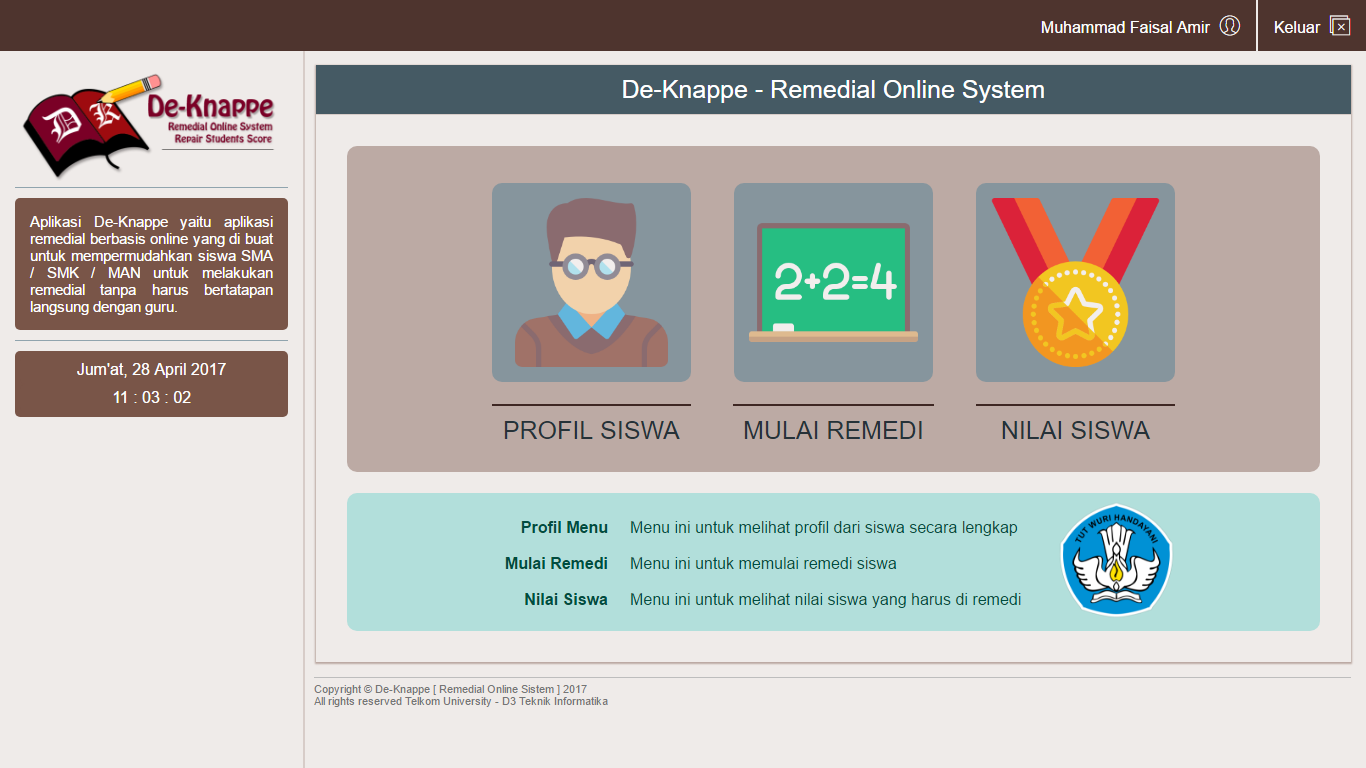 Muhammad Faisal Amir
Keluar
DK
De-Knappe
Remedial Online System
Repair Students Score
Aplikasi De-Knappe yaitu aplikasi
remedial berbasis online yang di buat
untuk mempermudahkan siswa SMA
/ SMK / MAN untuk melakukan
remedial tanpa harus bertatapan
langsung dengan guru.
Jum'at, 28 April 2017
11 : 03 : 02
De-Knappe - Remedial Online System
2+2=4
PROFIL SISWA
MULAI REMEDI
NILAI SISWA
Profil Menu Menu ini untuk melihat profil dari siswa secara lengkap
Mulai Remedi Menu ini untuk memulai remedi siswa
Nilai Siswa Menu ini untuk melihat nilai siswa yang harus di remedi
TUT WURI HANDAYANI
Copyright © De-Knappe [ Remedial Online Sistem ] 2017
All rights reserved Telkom University - D3 Teknik Informatika